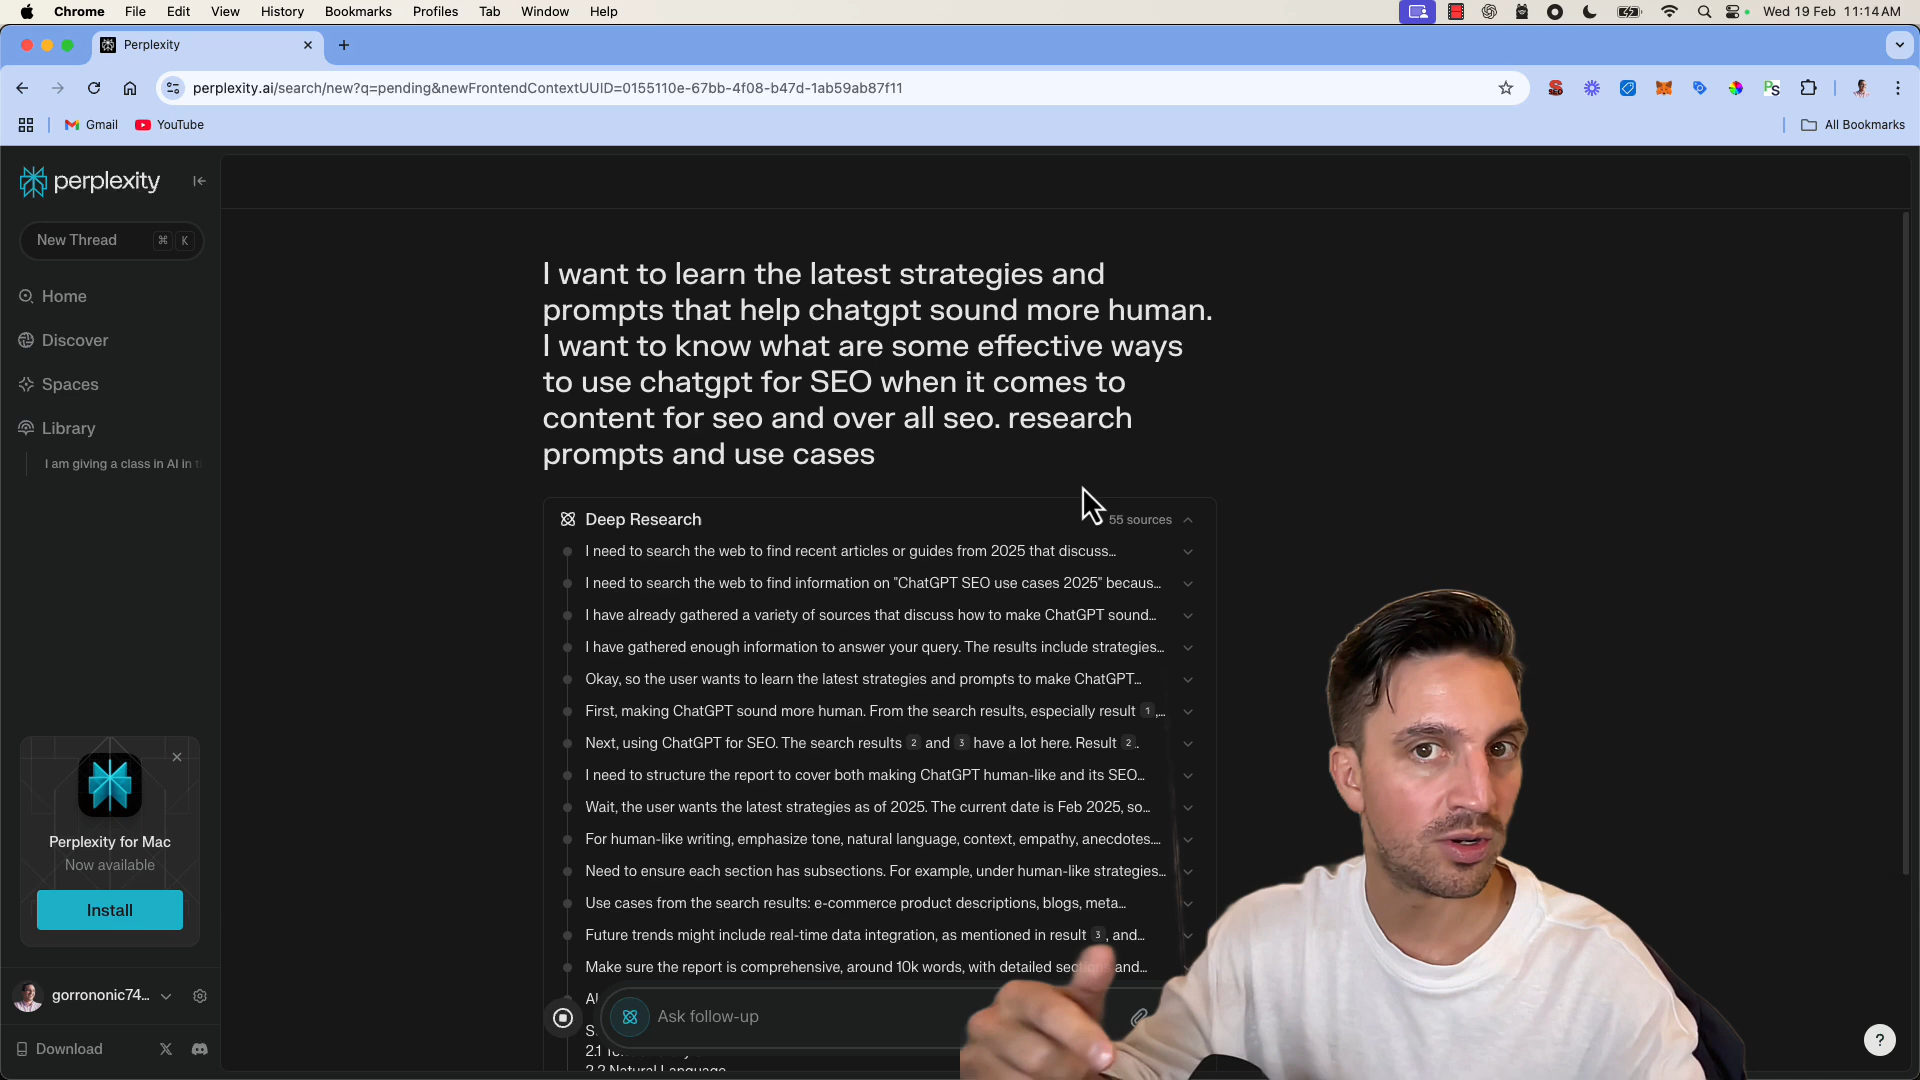 Chrome File Edit View History Bookmarks Profiles Tab Window Help
Wed 19 Feb 11:14 AM
Perplexity
perplexity.ai/search/new?q=pending&newFrontendContextUUID=0155110e-67bb-4f08-b47d-1ab59ab87f11
Gmail YouTube All Bookmarks
perplexity
New Thread ⌘ K
Home
Discover
Spaces
Library
I am giving a class in AI in
I want to learn the latest strategies and
prompts that help chatgpt sound more human.
I want to know what are some effective ways
to use chatgpt for SEO when it comes to
content for seo and over all seo. research
prompts and use cases
Deep Research 55 sources
I need to search the web to find recent articles or guides from 2025 that discuss...
I need to search the web to find information on "ChatGPT SEO use cases 2025" becaus...
I have already gathered a variety of sources that discuss how to make ChatGPT sound...
I have gathered enough information to answer your query. The results include strategies...
Okay, so the user wants to learn the latest strategies and prompts to make ChatGPT...
First, making ChatGPT sound more human. From the search results, especially result 1,...
Next, using ChatGPT for SEO. The search results 2 and 3 have a lot here. Result 2.
I need to structure the report to cover both making ChatGPT human-like and its SEO...
Wait, the user wants the latest strategies as of 2025. The current date is Feb 2025, so...
For human-like writing, emphasize tone, natural language, context, empathy, anecdotes....
Need to ensure each section has subsections. For example, under human-like strategies...
Use cases from the search results: e-commerce product descriptions, blogs, meta...
Future trends might include real-time data integration, as mentioned in result 3, and...
Make sure the report is comprehensive, around 10k words, with detailed and...
Ask follow-up
2.1
2.2 Natural Language
Perplexity for Mac
Now available
Install
gorrononic74...
Download
?